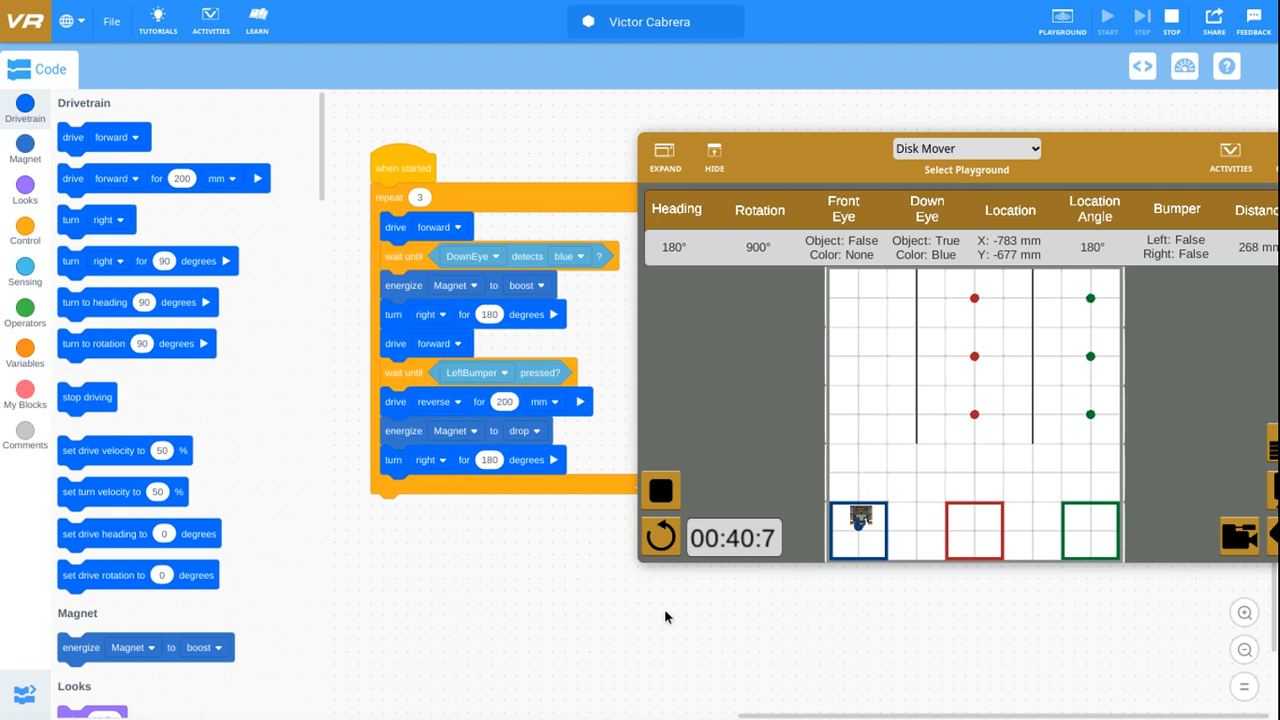 VR
File
TUTORIALS
ACTIVITIES
LEARN
Victor Cabrera
PLAYGROUND
START
STEP
STOP
SHARE
FEEDBACK
Code
Drivetrain
Magnet
Looks
Control
Sensing
Operators
Variables
My Blocks
Comments
Drivetrain
drive forward
drive forward for 200 mm
turn right
turn right for 90 degrees
turn to heading 90 degrees
turn to rotation 90 degrees
stop driving
set drive velocity to 50 %
set turn velocity to 50 %
set drive heading to 0 degrees
set drive rotation to 0 degrees
Magnet
energize Magnet to boost
Looks
when started
repeat 3
drive forward
wait until DownEye detects blue ?
energize Magnet to boost
turn right for 180 degrees
drive forward
wait until LeftBumper pressed?
drive reverse for 200 mm
energize Magnet to drop
turn right for 180 degrees
EXPAND
HIDE
Disk Mover
Select Playground
ACTIVITIES
Heading Rotation Front Eye Down Eye Location Location Angle Bumper
180° 900° Object: False Object: True X: -783 mm 180° Left: False 268 mm
Color: None Color: Blue Y: -677 mm Right: False
00:40:7